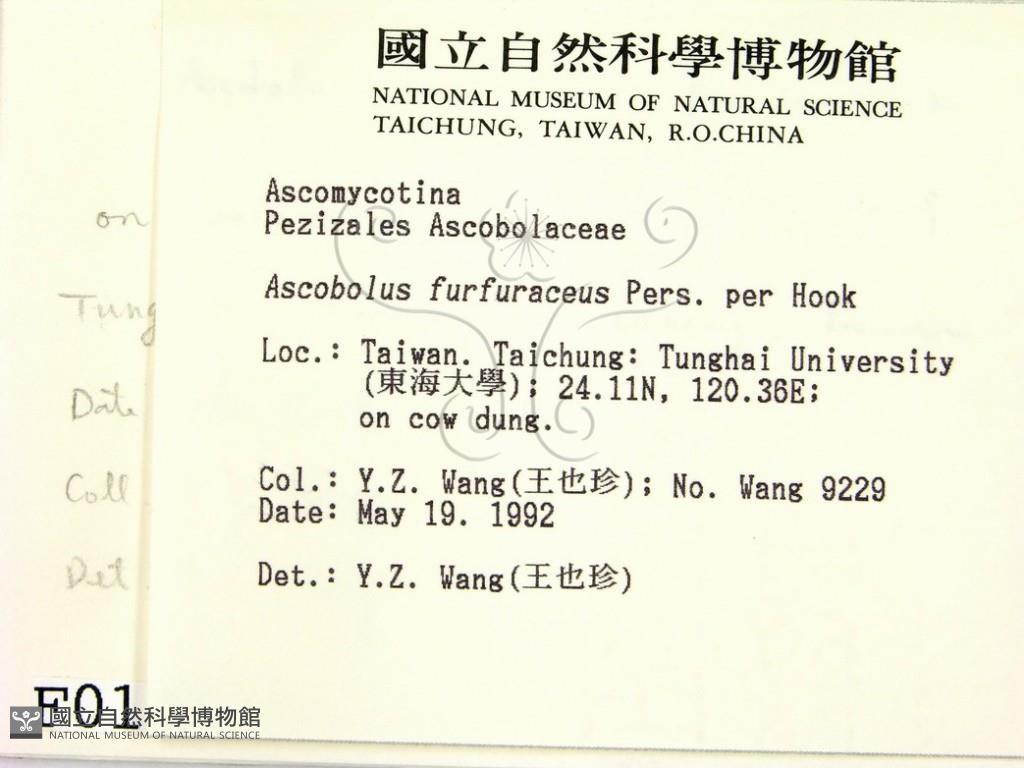 國立自然科學博物館
NATIONAL MUSEUM OF NATURAL SCIENCE
TAICHUNG, TAIWAN, R.O.CHINA
Ascomycotina
Pezizales Ascobolaceae
Ascobolus furfuraceus Pers. per Hook
Loc.: Taiwan. Taichung: Tunghai University
(東海大學); 24.11N, 120.36E;
on cow dung.
Col.: Y.Z. Wang(王也珍); No. Wang 9229
Date: May 19. 1992
Det.: Y.Z. Wang(王也珍)
on
Tung
Date
Coll
Det
F01
國立自然科學博物館
NATIONAL MUSEUM OF NATURAL SCIENCE